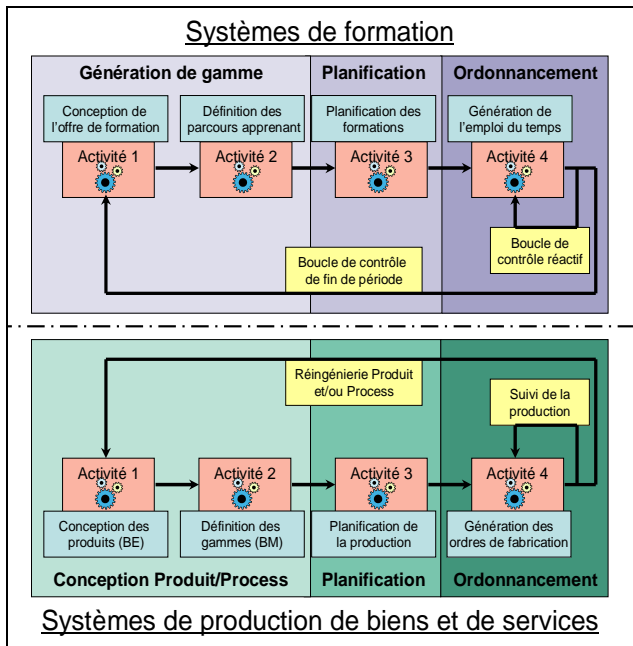 Systèmes de formation
Génération de gamme
Planification
Ordonnancement
Conception de
l'offre de formation
Définition des
parcours apprenant
Planification des
formations
Génération de
l'emploi du temps
Activité 1
Activité 2
Activité 3
Activité 4
Boucle de
contrôle réactif
Boucle de contrôle
de fin de période
Réingénierie Produit
et/ou Process
Suivi de la
production
Activité 1
Activité 2
Activité 3
Activité 4
Conception des
produits (BE)
Définition des
gammes (BM)
Planification de
la production
Génération des
ordres de fabrication
Conception Produit/Process
Planification
Ordonnancement
Systèmes de production de biens et de services